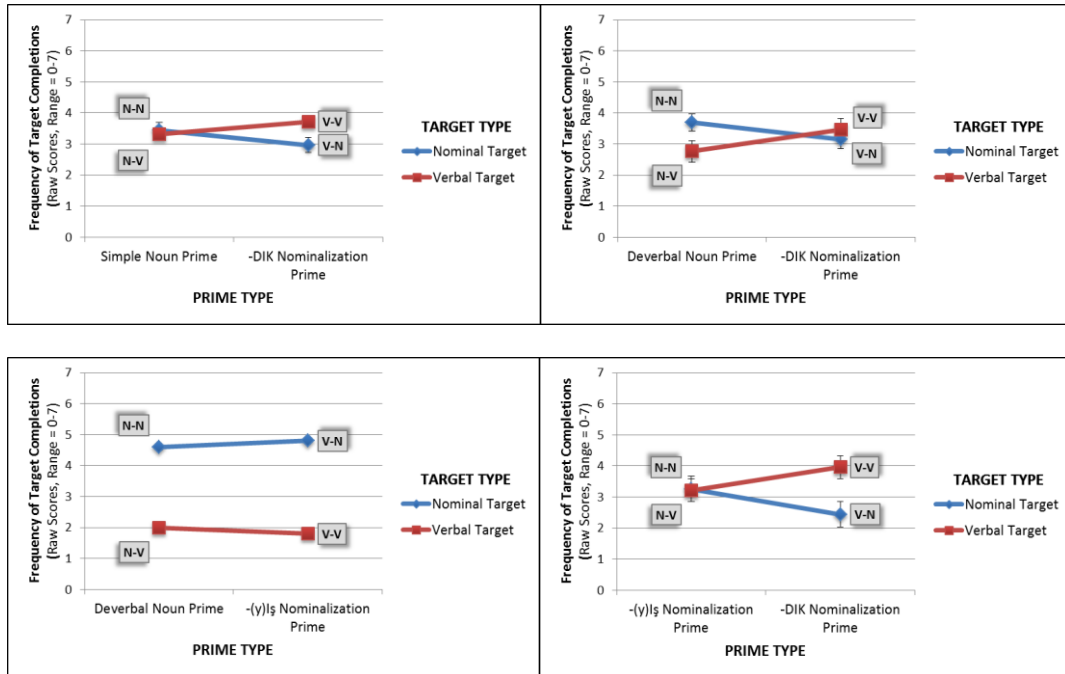 Frequency of Target Completions
(Raw Scores, Range = 0-7)
7
6
5
4
3
2
1
0
N-N
N-V
V-V
V-N
Simple Noun Prime
-DIK Nominalization
Prime
PRIME TYPE
TARGET TYPE
Nominal Target
Verbal Target
Frequency of Target Completions
(Raw Scores, Range = 0-7)
7
6
5
4
3
2
1
0
N-N
N-V
V-V
V-N
Deverbal Noun Prime
-DIK Nominalization
Prime
PRIME TYPE
TARGET TYPE
Nominal Target
Verbal Target
Frequency of Target Completions
(Raw Scores, Range = 0-7)
7
6
5
4
3
2
1
0
N-N
N-V
V-N
V-V
Deverbal Noun Prime
-(y)Iş Nominalization
Prime
PRIME TYPE
TARGET TYPE
Nominal Target
Verbal Target
Frequency of Target Completions
(Raw Scores, Range = 0-7)
7
6
5
4
3
2
1
0
N-N
N-V
V-V
V-N
-(y)Iş Nominalization
Prime
-DIK Nominalization
Prime
PRIME TYPE
TARGET TYPE
Nominal Target
Verbal Target